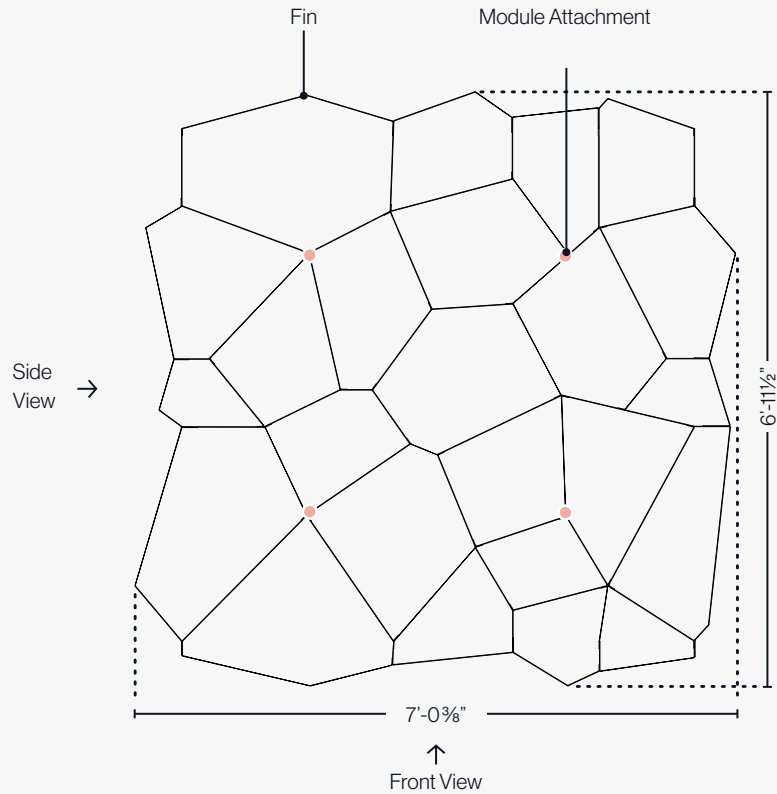 Fin
Module Attachment
Side
View
6’-11½”
7’-0⅜”
Front View